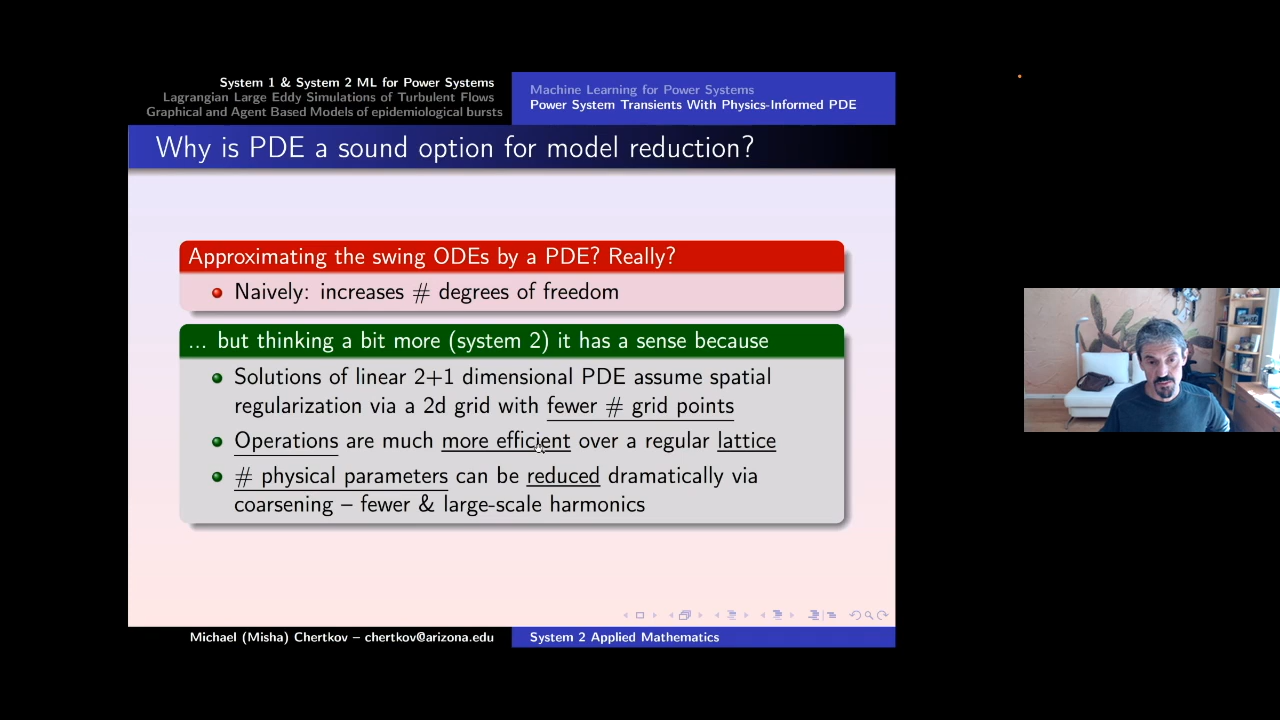 System 1 & System 2 ML for Power Systems
Lagrangian Large Eddy Simulations of Turbulent Flows
Graphical and Agent Based Models of epidemiological bursts
Machine Learning for Power Systems
Power System Transients With Physics-Informed PDE
Why is PDE a sound option for model reduction?
Approximating the swing ODEs by a PDE? Really?
Naively: increases # degrees of freedom
... but thinking a bit more (system 2) it has a sense because
Solutions of linear 2+1 dimensional PDE assume spatial
regularization via a 2d grid with fewer # grid points
Operations are much more efficient over a regular lattice
# physical parameters can be reduced dramatically via
coarsening – fewer & large-scale harmonics
Michael (Misha) Chertkov – chertkov@arizona.edu
System 2 Applied Mathematics